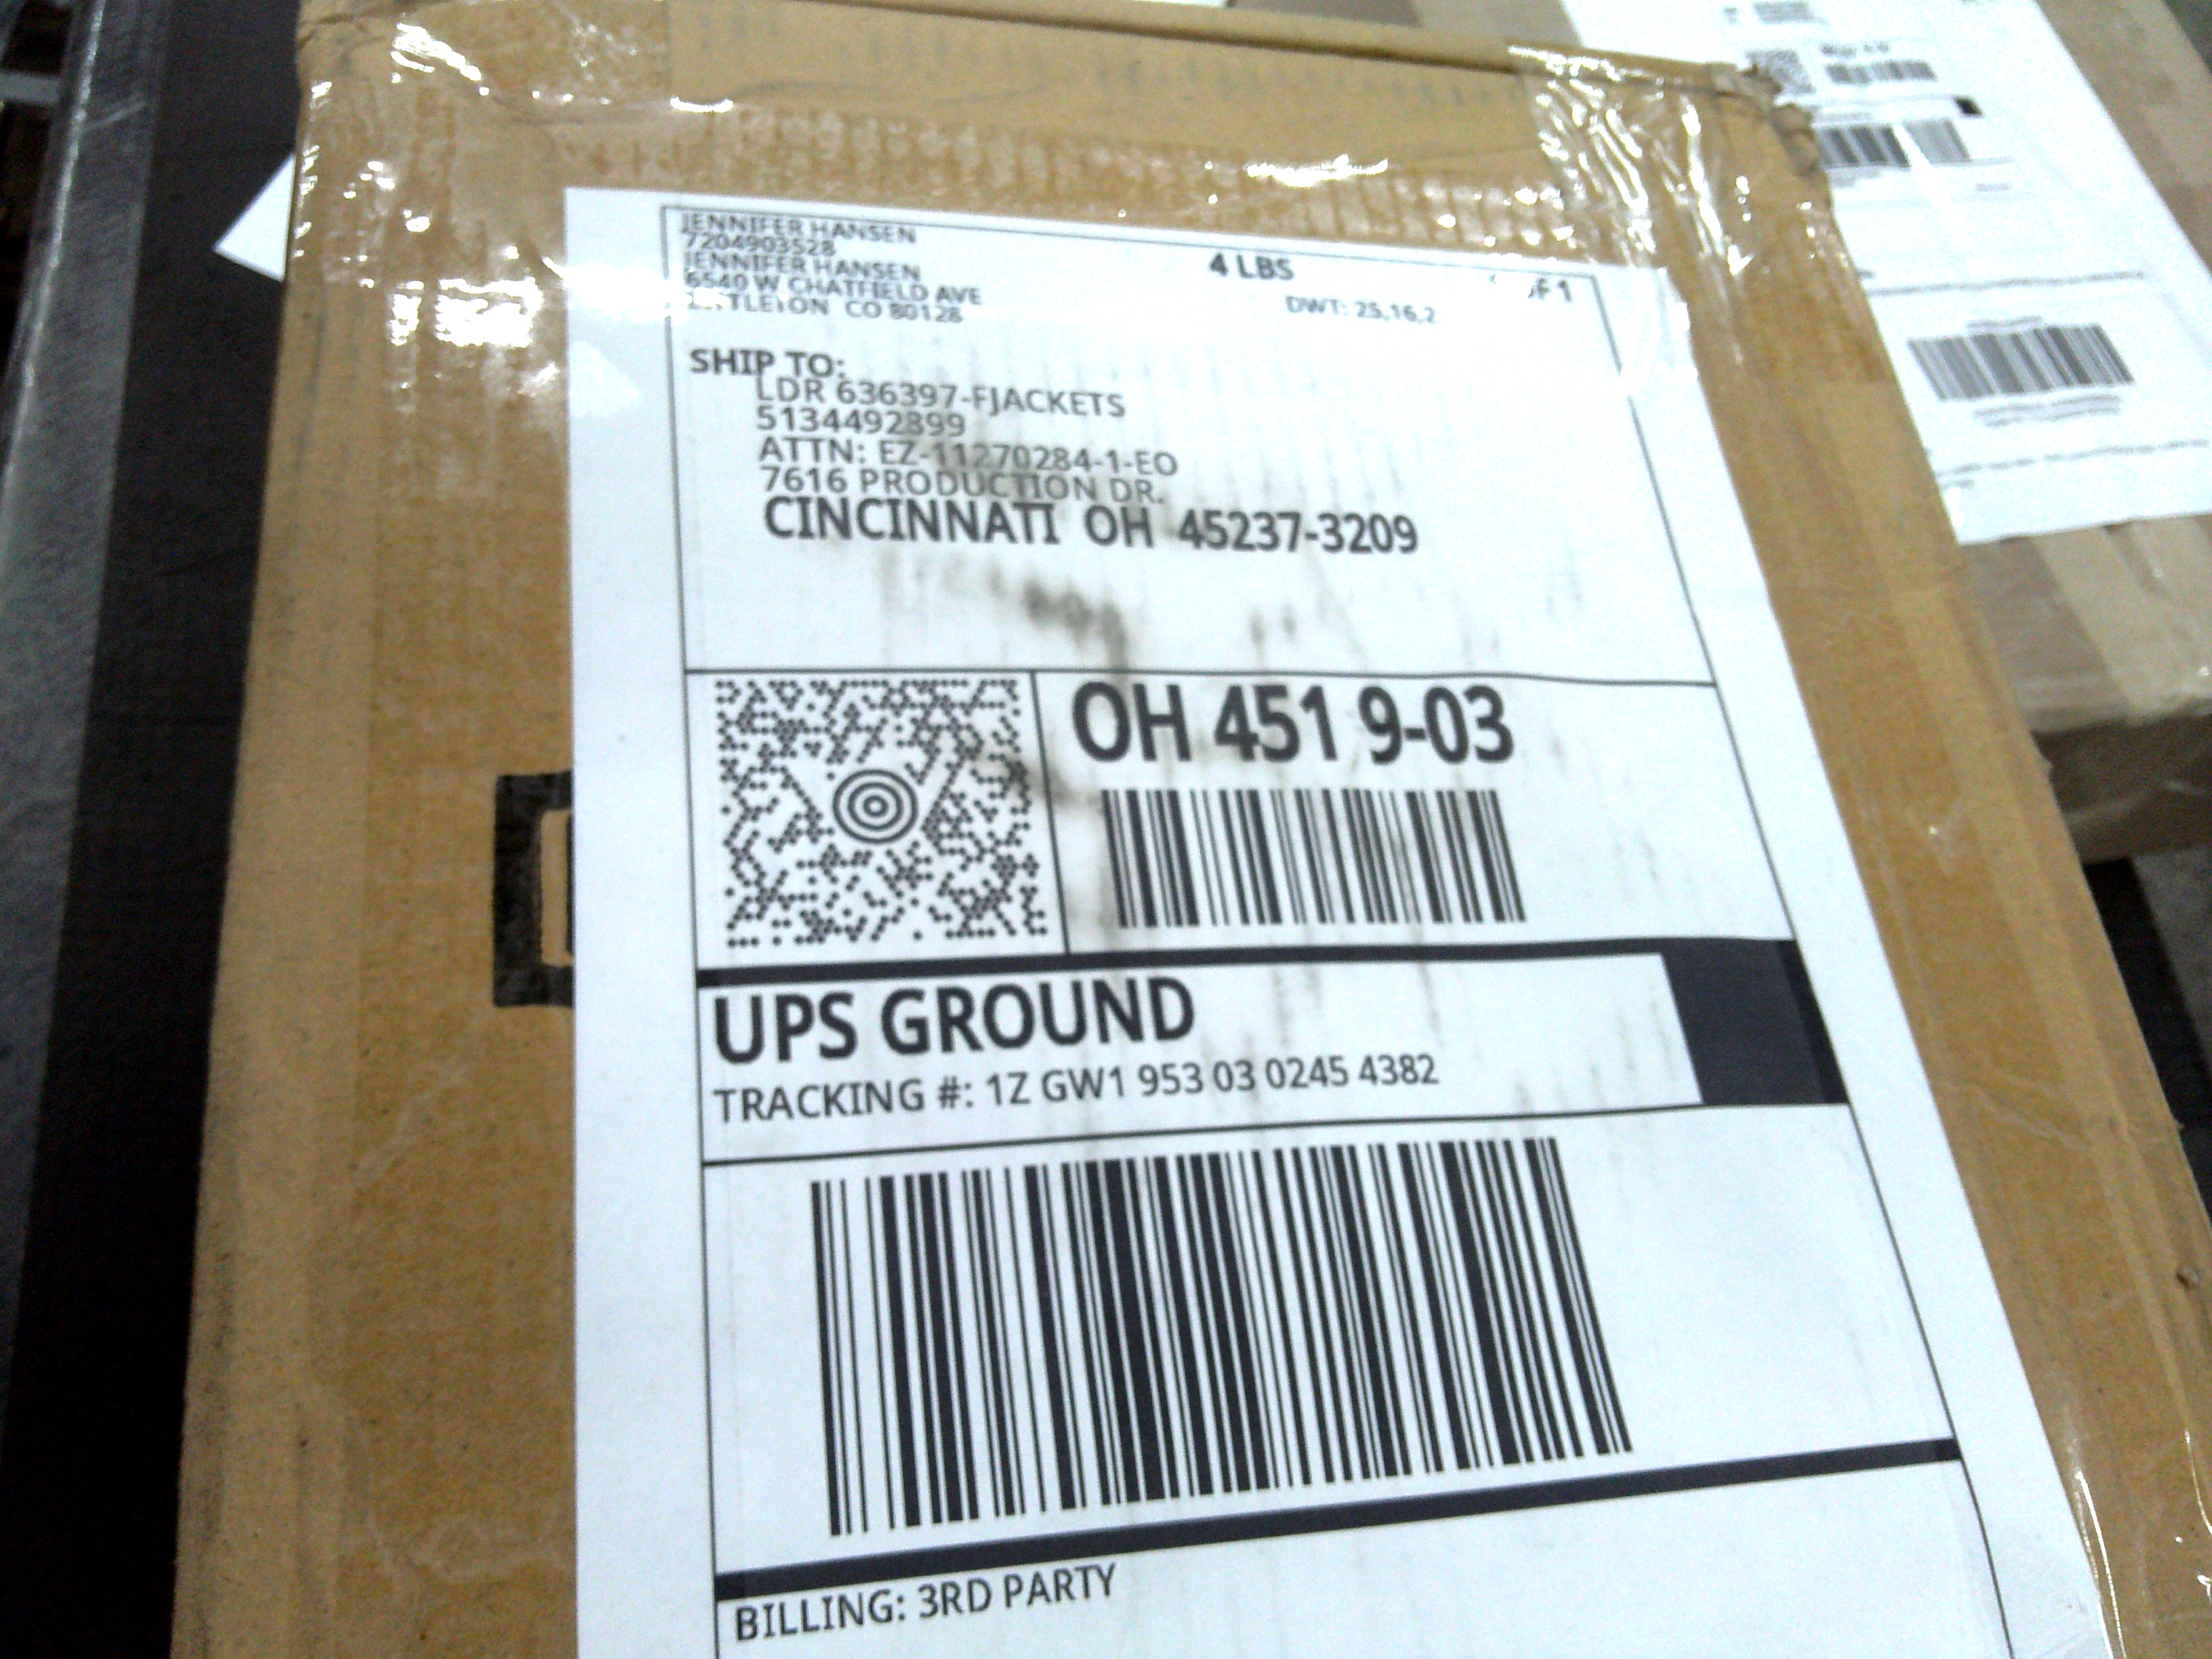 JENNIFER HANSEN
7204903528
JENNIFER HANSEN
6540 W CHATFIELD AVE
CO 80128
4 LBS
OF 1
DWT: 25,16,2
SHIP TO:
LDR 636397-FJACKETS
5134492899
ATTN: EZ-11270284-1-EO
7616 PRODUCTION DR.
CINCINNATI OH 45237-3209
OH 451 9-03
UPS GROUND
TRACKING #: 1Z GW1 953 03 0245 4382
BILLING: 3RD PARTY